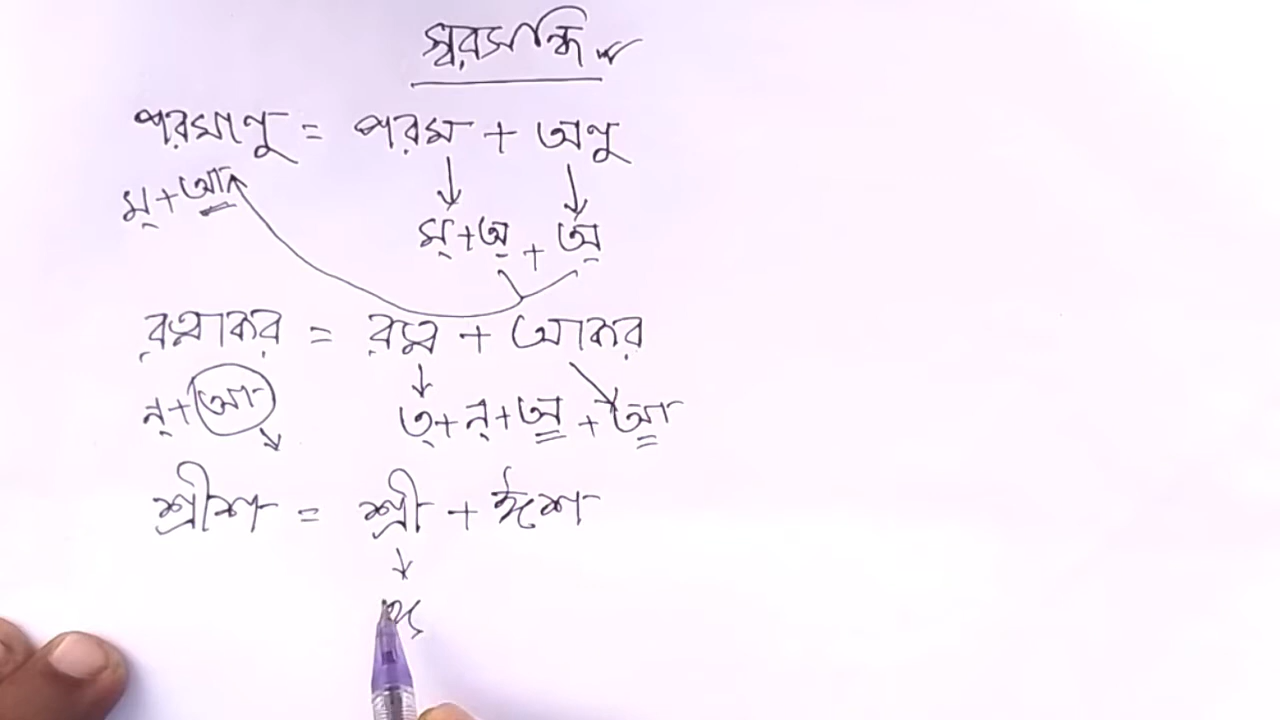 স্বরসন্ধি
পরমাণু = পরম + অণু
ম্+আ
ম্+অ + অ
রত্নাকর = রত্ন + আকর
ন্+আ
ত্+ন্+অ + আ
শ্রীশ = শ্রী + ঈশ